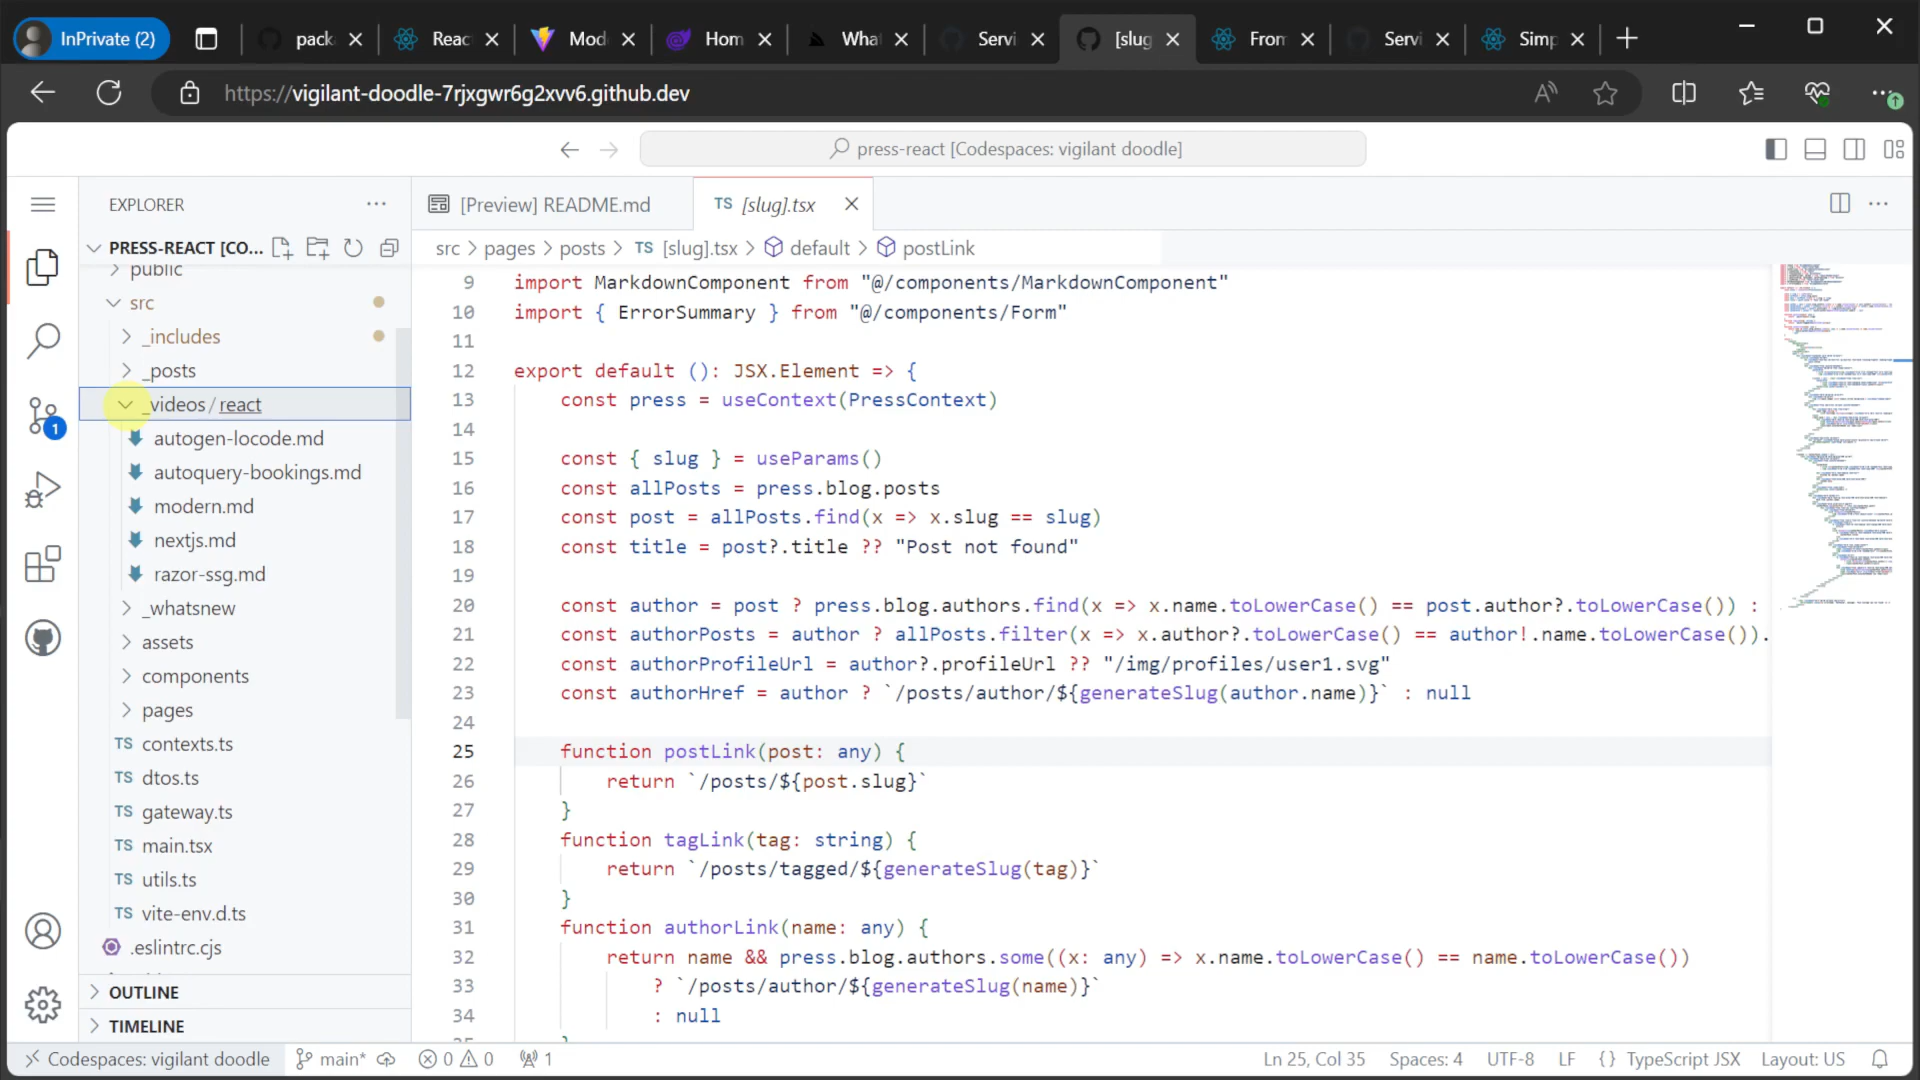 InPrivate (2)
pack
Reac
Mod
Hom
What
Servi
[slug
From
Servi
Simp
https://vigilant-doodle-7rjxgwr6g2xvv6.github.dev
press-react [Codespaces: vigilant doodle]
EXPLORER
[Preview] README.md
TS [slug].tsx
PRESS-REACT [CO...
src > pages > posts > TS [slug].tsx > default > postLink
public
src
_includes
_posts
_videos / react
autogen-locode.md
autoquery-bookings.md
modern.md
nextjs.md
razor-ssg.md
_whatsnew
assets
components
pages
TS contexts.ts
TS dtos.ts
TS gateway.ts
TS main.tsx
TS utils.ts
TS vite-env.d.ts
.eslintrc.cjs
OUTLINE
TIMELINE
1
9 import MarkdownComponent from "@/components/MarkdownComponent"
10 import { ErrorSummary } from "@/components/Form"
11
12 export default (): JSX.Element => {
13 const press = useContext(PressContext)
14
15 const { slug } = useParams()
16 const allPosts = press.blog.posts
17 const post = allPosts.find(x => x.slug == slug)
18 const title = post?.title ?? "Post not found"
19
20 const author = post ? press.blog.authors.find(x => x.name.toLowerCase() == post.author?.toLowerCase()) :
21 const authorPosts = author ? allPosts.filter(x => x.author?.toLowerCase() == author!.name.toLowerCase()).
22 const authorProfileUrl = author?.profileUrl ?? "/img/profiles/user1.svg"
23 const authorHref = author ? `/posts/author/${generateSlug(author.name)}` : null
24
25 function postLink(post: any) {
26 return `/posts/${post.slug}`
27 }
28 function tagLink(tag: string) {
29 return `/posts/tagged/${generateSlug(tag)}`
30 }
31 function authorLink(name: any) {
32 return name && press.blog.authors.some((x: any) => x.name.toLowerCase() == name.toLowerCase())
33 ? `/posts/author/${generateSlug(name)}`
34 : null
Codespaces: vigilant doodle
main*
0
0
1
Ln 25, Col 35
Spaces: 4
UTF-8
LF
{} TypeScript JSX
Layout: US